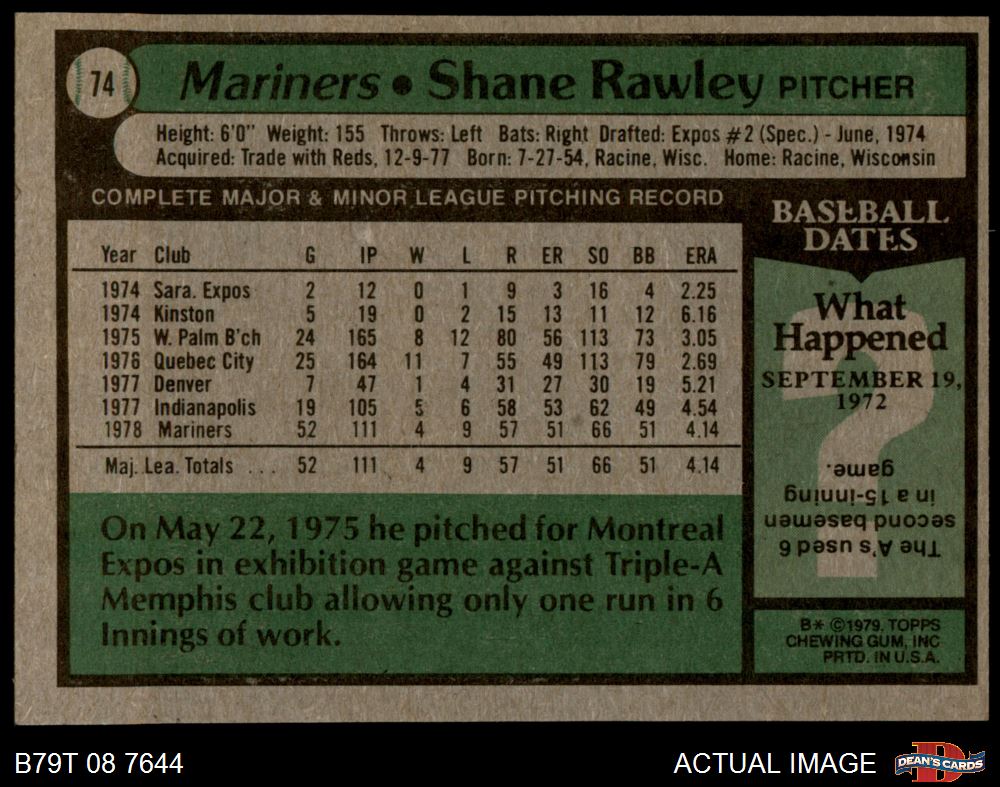 74
Mariners • Shane Rawley PITCHER
Height: 6'0" Weight: 155 Throws: Left Bats: Right Drafted: Expos #2 (Spec.) - June, 1974
Acquired: Trade with Reds, 12-9-77 Born: 7-27-54, Racine, Wisc. Home: Racine, Wisconsin
COMPLETE MAJOR & MINOR LEAGUE PITCHING RECORD
Year Club G IP W L R ER SO BB ERA
1974 Sara. Expos 2 12 0 1 9 3 16 4 2.25
1974 Kinston 5 19 0 2 15 13 11 12 6.16
1975 W. Palm B'ch 24 165 8 12 80 56 113 73 3.05
1976 Quebec City 25 164 11 7 55 49 113 79 2.69
1977 Denver 7 47 1 4 31 27 30 19 5.21
1977 Indianapolis 19 105 5 6 58 53 62 49 4.54
1978 Mariners 52 111 4 9 57 51 66 51 4.14
Maj. Lea. Totals ... 52 111 4 9 57 51 66 51 4.14
On May 22, 1975 he pitched for Montreal
Expos in exhibition game against Triple-A
Memphis club allowing only one run in 6
Innings of work.
BASEBALL
DATES
What
Happened
SEPTEMBER 19,
1972
?
The A's used 6
second basemen
in a 15-inning
game.
B* ©1979, TOPPS
CHEWING GUM, INC
PRTD. IN U.S.A.
B79T 08 7644
ACTUAL IMAGE
D
DEAN'S CARDS